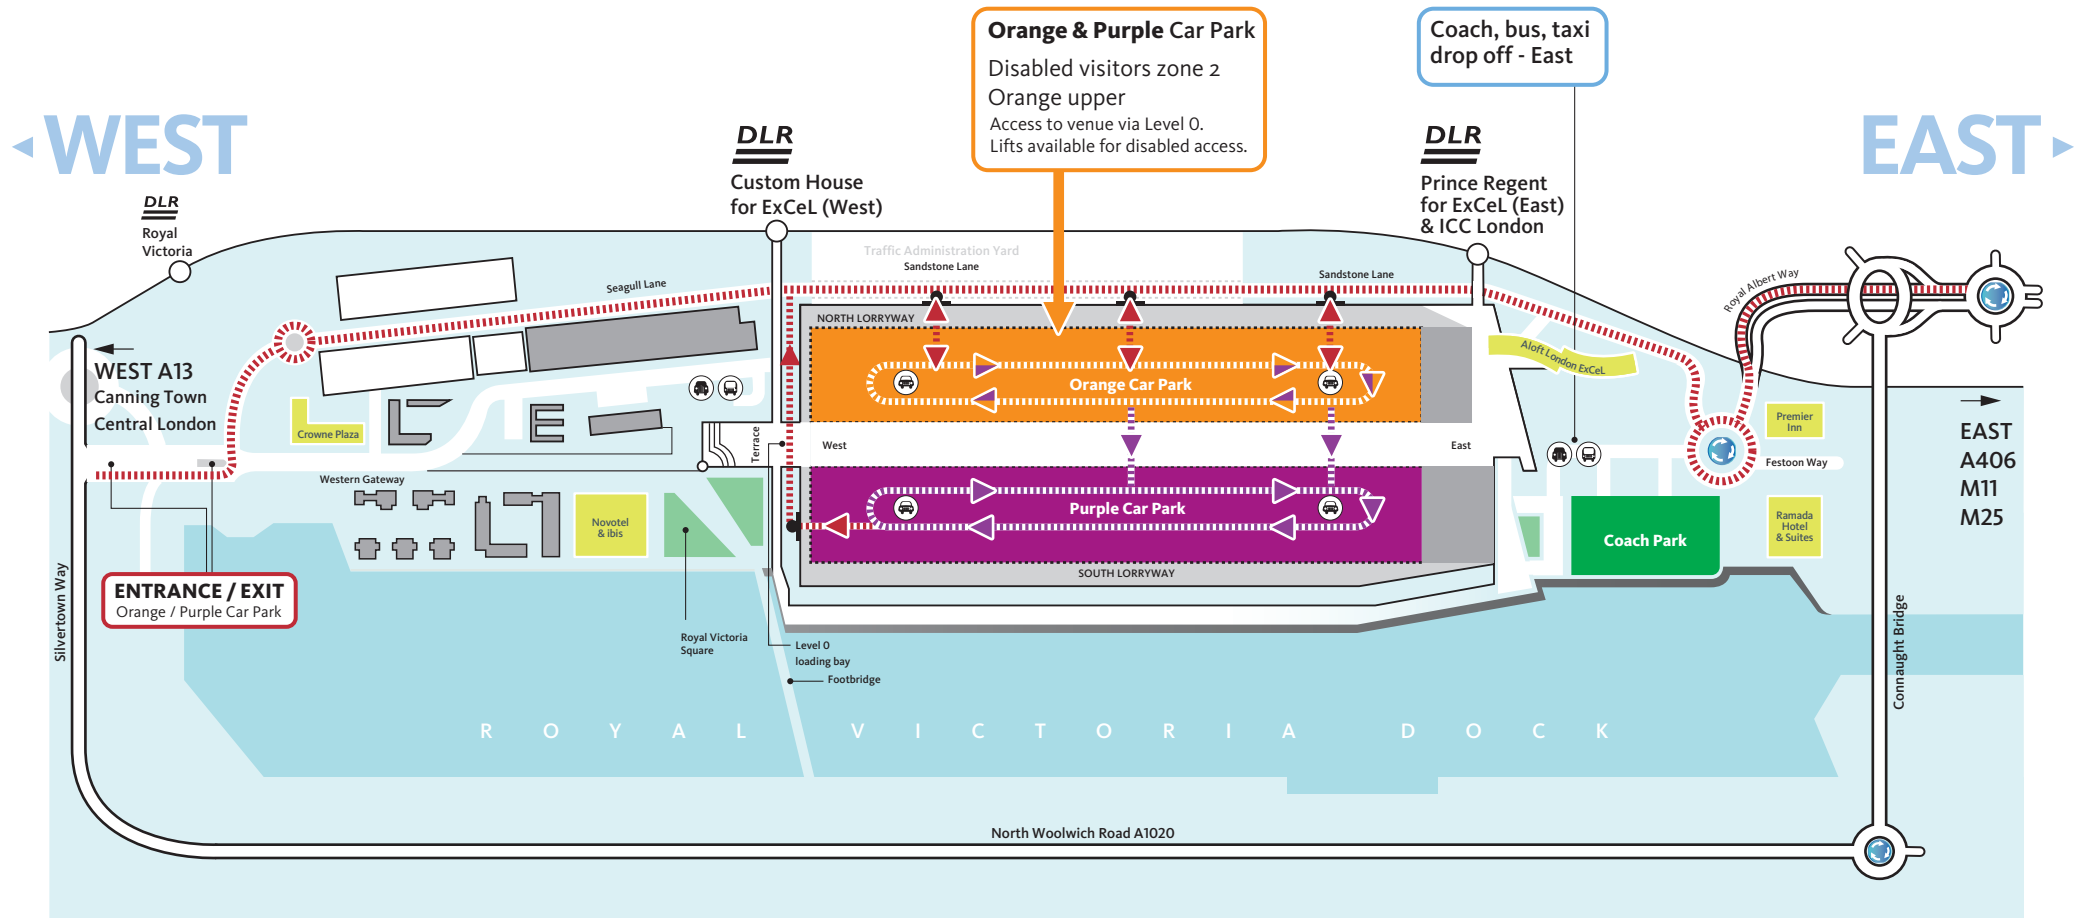 Orange & Purple Car Park
Disabled visitors zone 2
Orange upper
Access to venue via Level 0.
Lifts available for disabled access.
Coach, bus, taxi
drop off - East
WEST
EAST
DLR
Custom House
for ExCeL (West)
DLR
Prince Regent
for ExCeL (East)
& ICC London
DLR
Royal
Victoria
Traffic Administration Yard
Sandstone Lane
Sandstone Lane
Seagull Lane
Royal Albert Way
NORTH LORRYWAY
WEST A13
Canning Town
Central London
Aloft London ExCeL
Orange Car Park
Crowne Plaza
Terrace
West
East
Premier
Inn
Festoon Way
EAST
A406
M11
M25
Western Gateway
Novotel
& ibis
Purple Car Park
Coach Park
Ramada
Hotel
& Suites
SOUTH LORRYWAY
ENTRANCE / EXIT
Orange / Purple Car Park
Silvertown Way
Royal Victoria
Square
Level 0
loading bay
Footbridge
Connaught Bridge
ROYAL VICTORIA DOCK
North Woolwich Road A1020